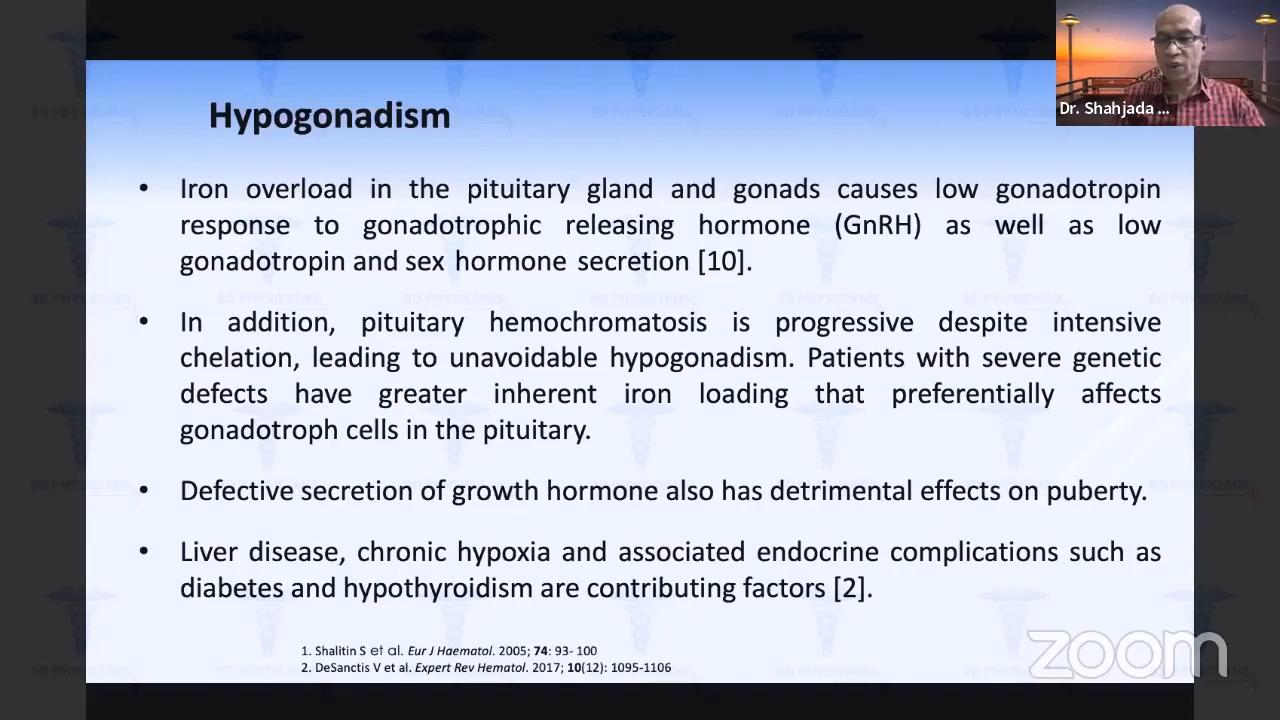 Hypogonadism
Dr. Shahjada ...
• Iron overload in the pituitary gland and gonads causes low gonadotropin
response to gonadotrophic releasing hormone (GnRH) as well as low
gonadotropin and sex hormone secretion [10].
• In addition, pituitary hemochromatosis is progressive despite intensive
chelation, leading to unavoidable hypogonadism. Patients with severe genetic
defects have greater inherent iron loading that preferentially affects
gonadotroph cells in the pituitary.
• Defective secretion of growth hormone also has detrimental effects on puberty.
• Liver disease, chronic hypoxia and associated endocrine complications such as
diabetes and hypothyroidism are contributing factors [2].
1. Shalitin S et al. Eur J Haematol. 2005; 74: 93- 100
2. DeSanctis V et al. Expert Rev Hematol. 2017; 10(12): 1095-1106
zoom